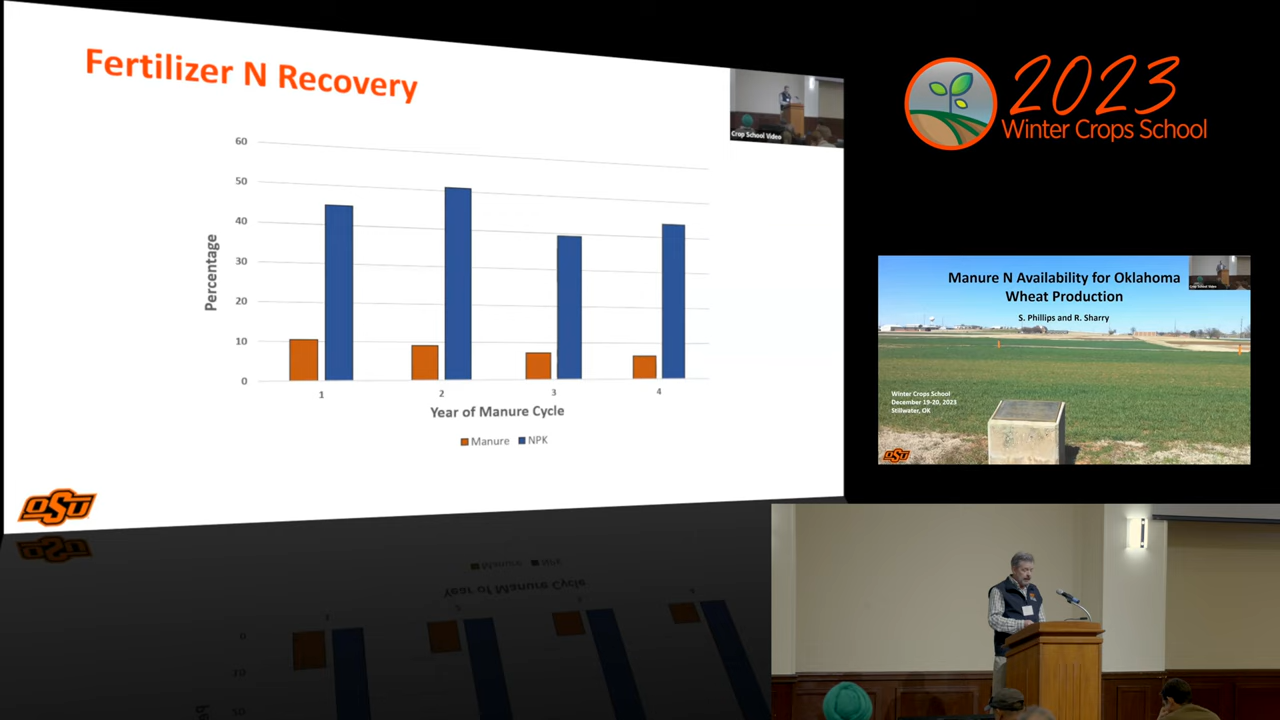 Fertilizer N Recovery
Crop School Video
60
50
40
30
20
10
0
Percentage
1
2
3
4
Year of Manure Cycle
Manure
NPK
OSU
2023
Winter Crops School
Manure N Availability for Oklahoma
Wheat Production
S. Phillips and R. Sharry
Winter Crops School
December 19-20, 2023
Stillwater, OK
OSU